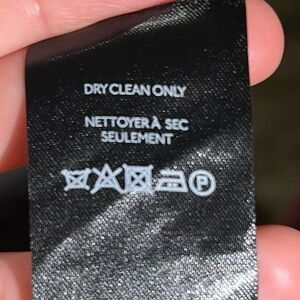 DRY CLEAN ONLY
NETTOYER À SEC
SEULEMENT
P